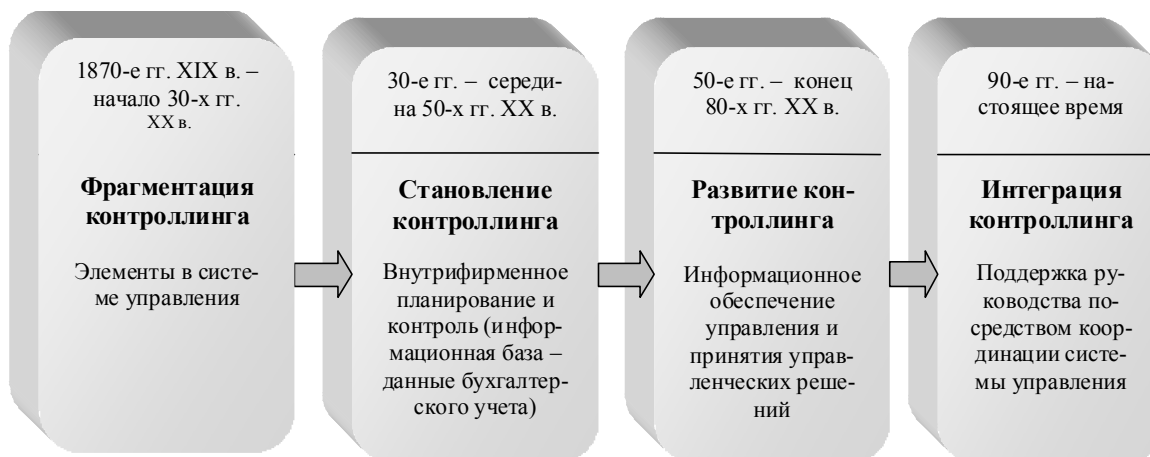 1870-е гг. XIX в. –
начало 30-х гг.
XX в.
Фрагментация
контроллинга
Элементы в систе-
ме управления
30-е гг. – середи-
на 50-х гг. XX в.
Становление
контроллинга
Внутрифирменное
планирование и
контроль (инфор-
мационная база –
данные бухгалтер-
ского учета)
50-е гг. – конец
80-х гг. XX в.
Развитие кон-
троллинга
Информационное
обеспечение
управления и
принятия управ-
ленческих реше-
ний
90-е гг. – на-
стоящее время
Интеграция
контроллинга
Поддержка ру-
ководства по-
средством коор-
динации систе-
мы управления